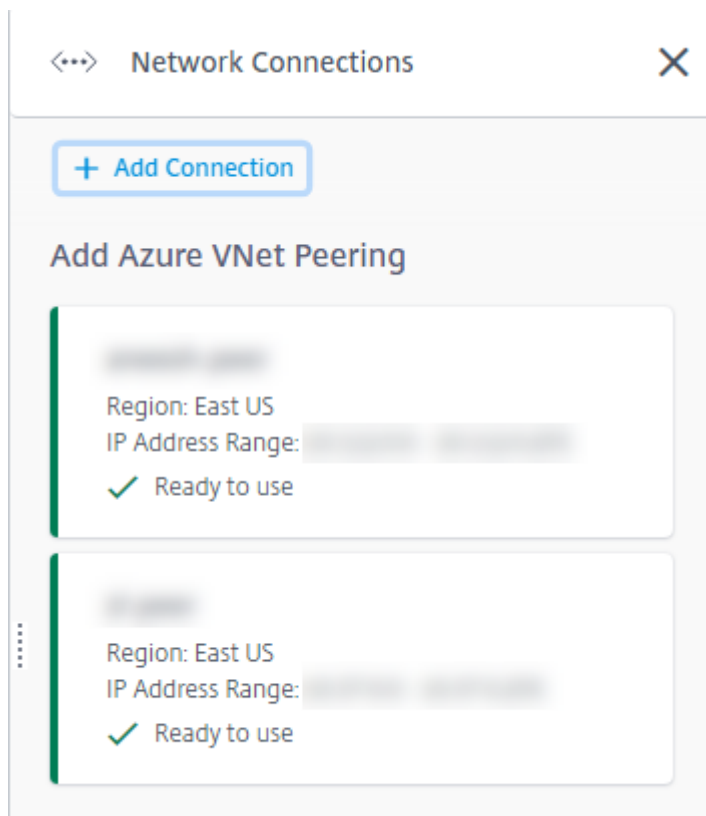 Network Connections
+ Add Connection
Add Azure VNet Peering
Region: East US
IP Address Range:
Ready to use
Region: East US
IP Address Range:
Ready to use